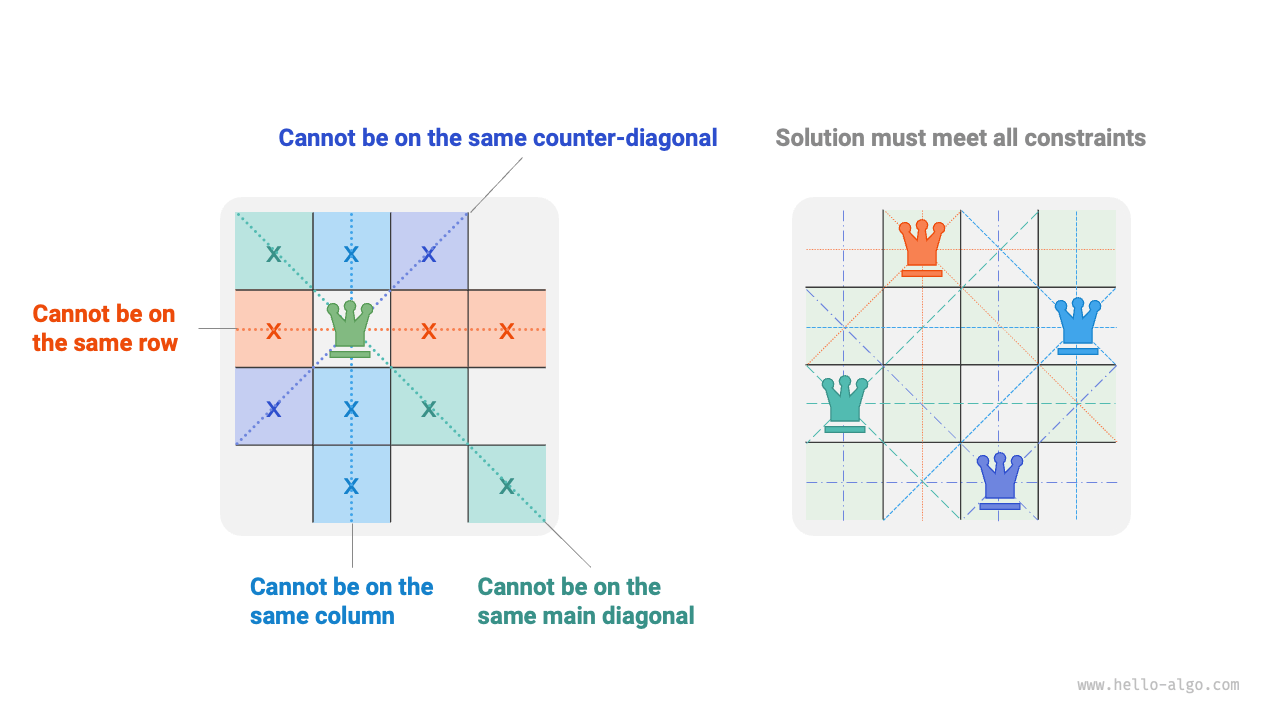 Cannot be on the same counter-diagonal
Solution must meet all constraints
X X X
Cannot be on
the same row
X X X
X X X
X X
Cannot be on the
same column
Cannot be on the
same main diagonal
www.hello-algo.com